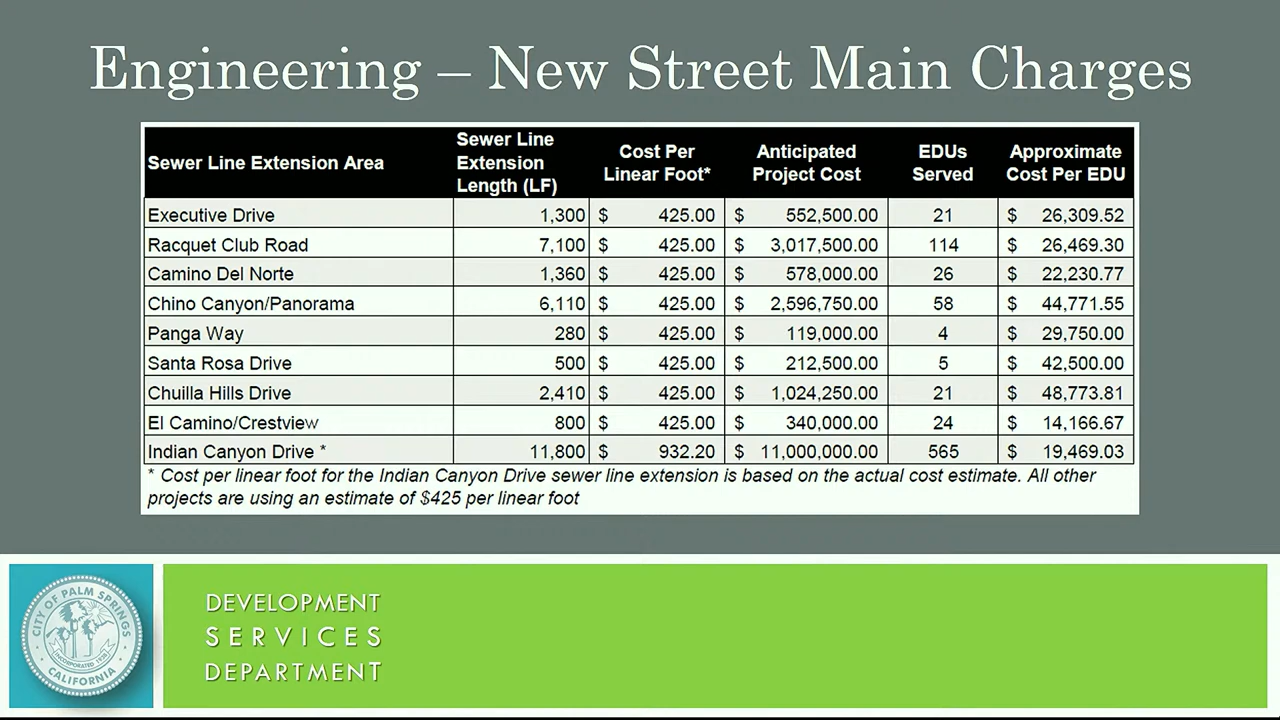 Engineering – New Street Main Charges
Sewer Line Extension Area | Sewer Line Extension Length (LF) | Cost Per Linear Foot* | Anticipated Project Cost | EDUs Served | Approximate Cost Per EDU
Executive Drive 1,300 $ 425.00 $ 552,500.00 21 $ 26,309.52
Racquet Club Road 7,100 $ 425.00 $ 3,017,500.00 114 $ 26,469.30
Camino Del Norte 1,360 $ 425.00 $ 578,000.00 26 $ 22,230.77
Chino Canyon/Panorama 6,110 $ 425.00 $ 2,596,750.00 58 $ 44,771.55
Panga Way 280 $ 425.00 $ 119,000.00 4 $ 29,750.00
Santa Rosa Drive 500 $ 425.00 $ 212,500.00 5 $ 42,500.00
Chuilla Hills Drive 2,410 $ 425.00 $ 1,024,250.00 21 $ 48,773.81
El Camino/Crestview 800 $ 425.00 $ 340,000.00 24 $ 14,166.67
Indian Canyon Drive * 11,800 $ 932.20 $ 11,000,000.00 565 $ 19,469.03
* Cost per linear foot for the Indian Canyon Drive sewer line extension is based on the actual cost estimate. All other
projects are using an estimate of $425 per linear foot
CITY OF PALM SPRINGS
CALIFORNIA
DEVELOPMENT
SERVICES
DEPARTMENT